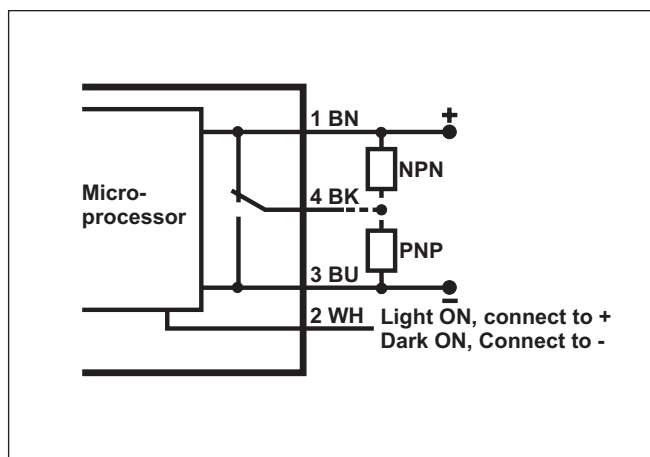 1 BN
+
NPN
Micro-
processor
4 BK
PNP
3 BU
–
2 WH
Light ON, connect to +
Dark ON, Connect to -